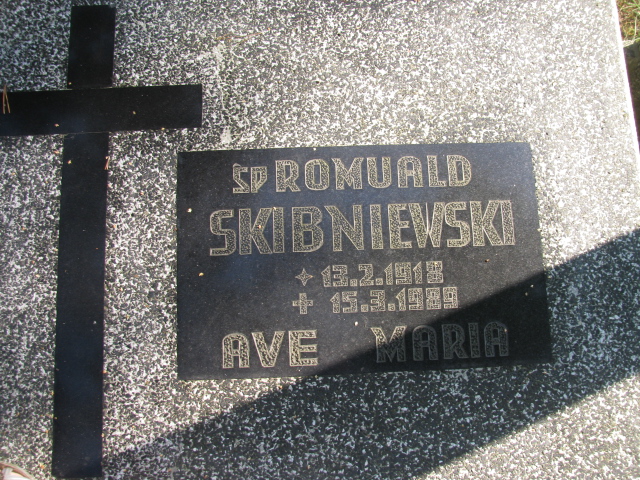 ŚP ROMUALD
SKIBNIEWSKI
✦ 13.2.1918
+ 15.3.1989
AVE MARIA